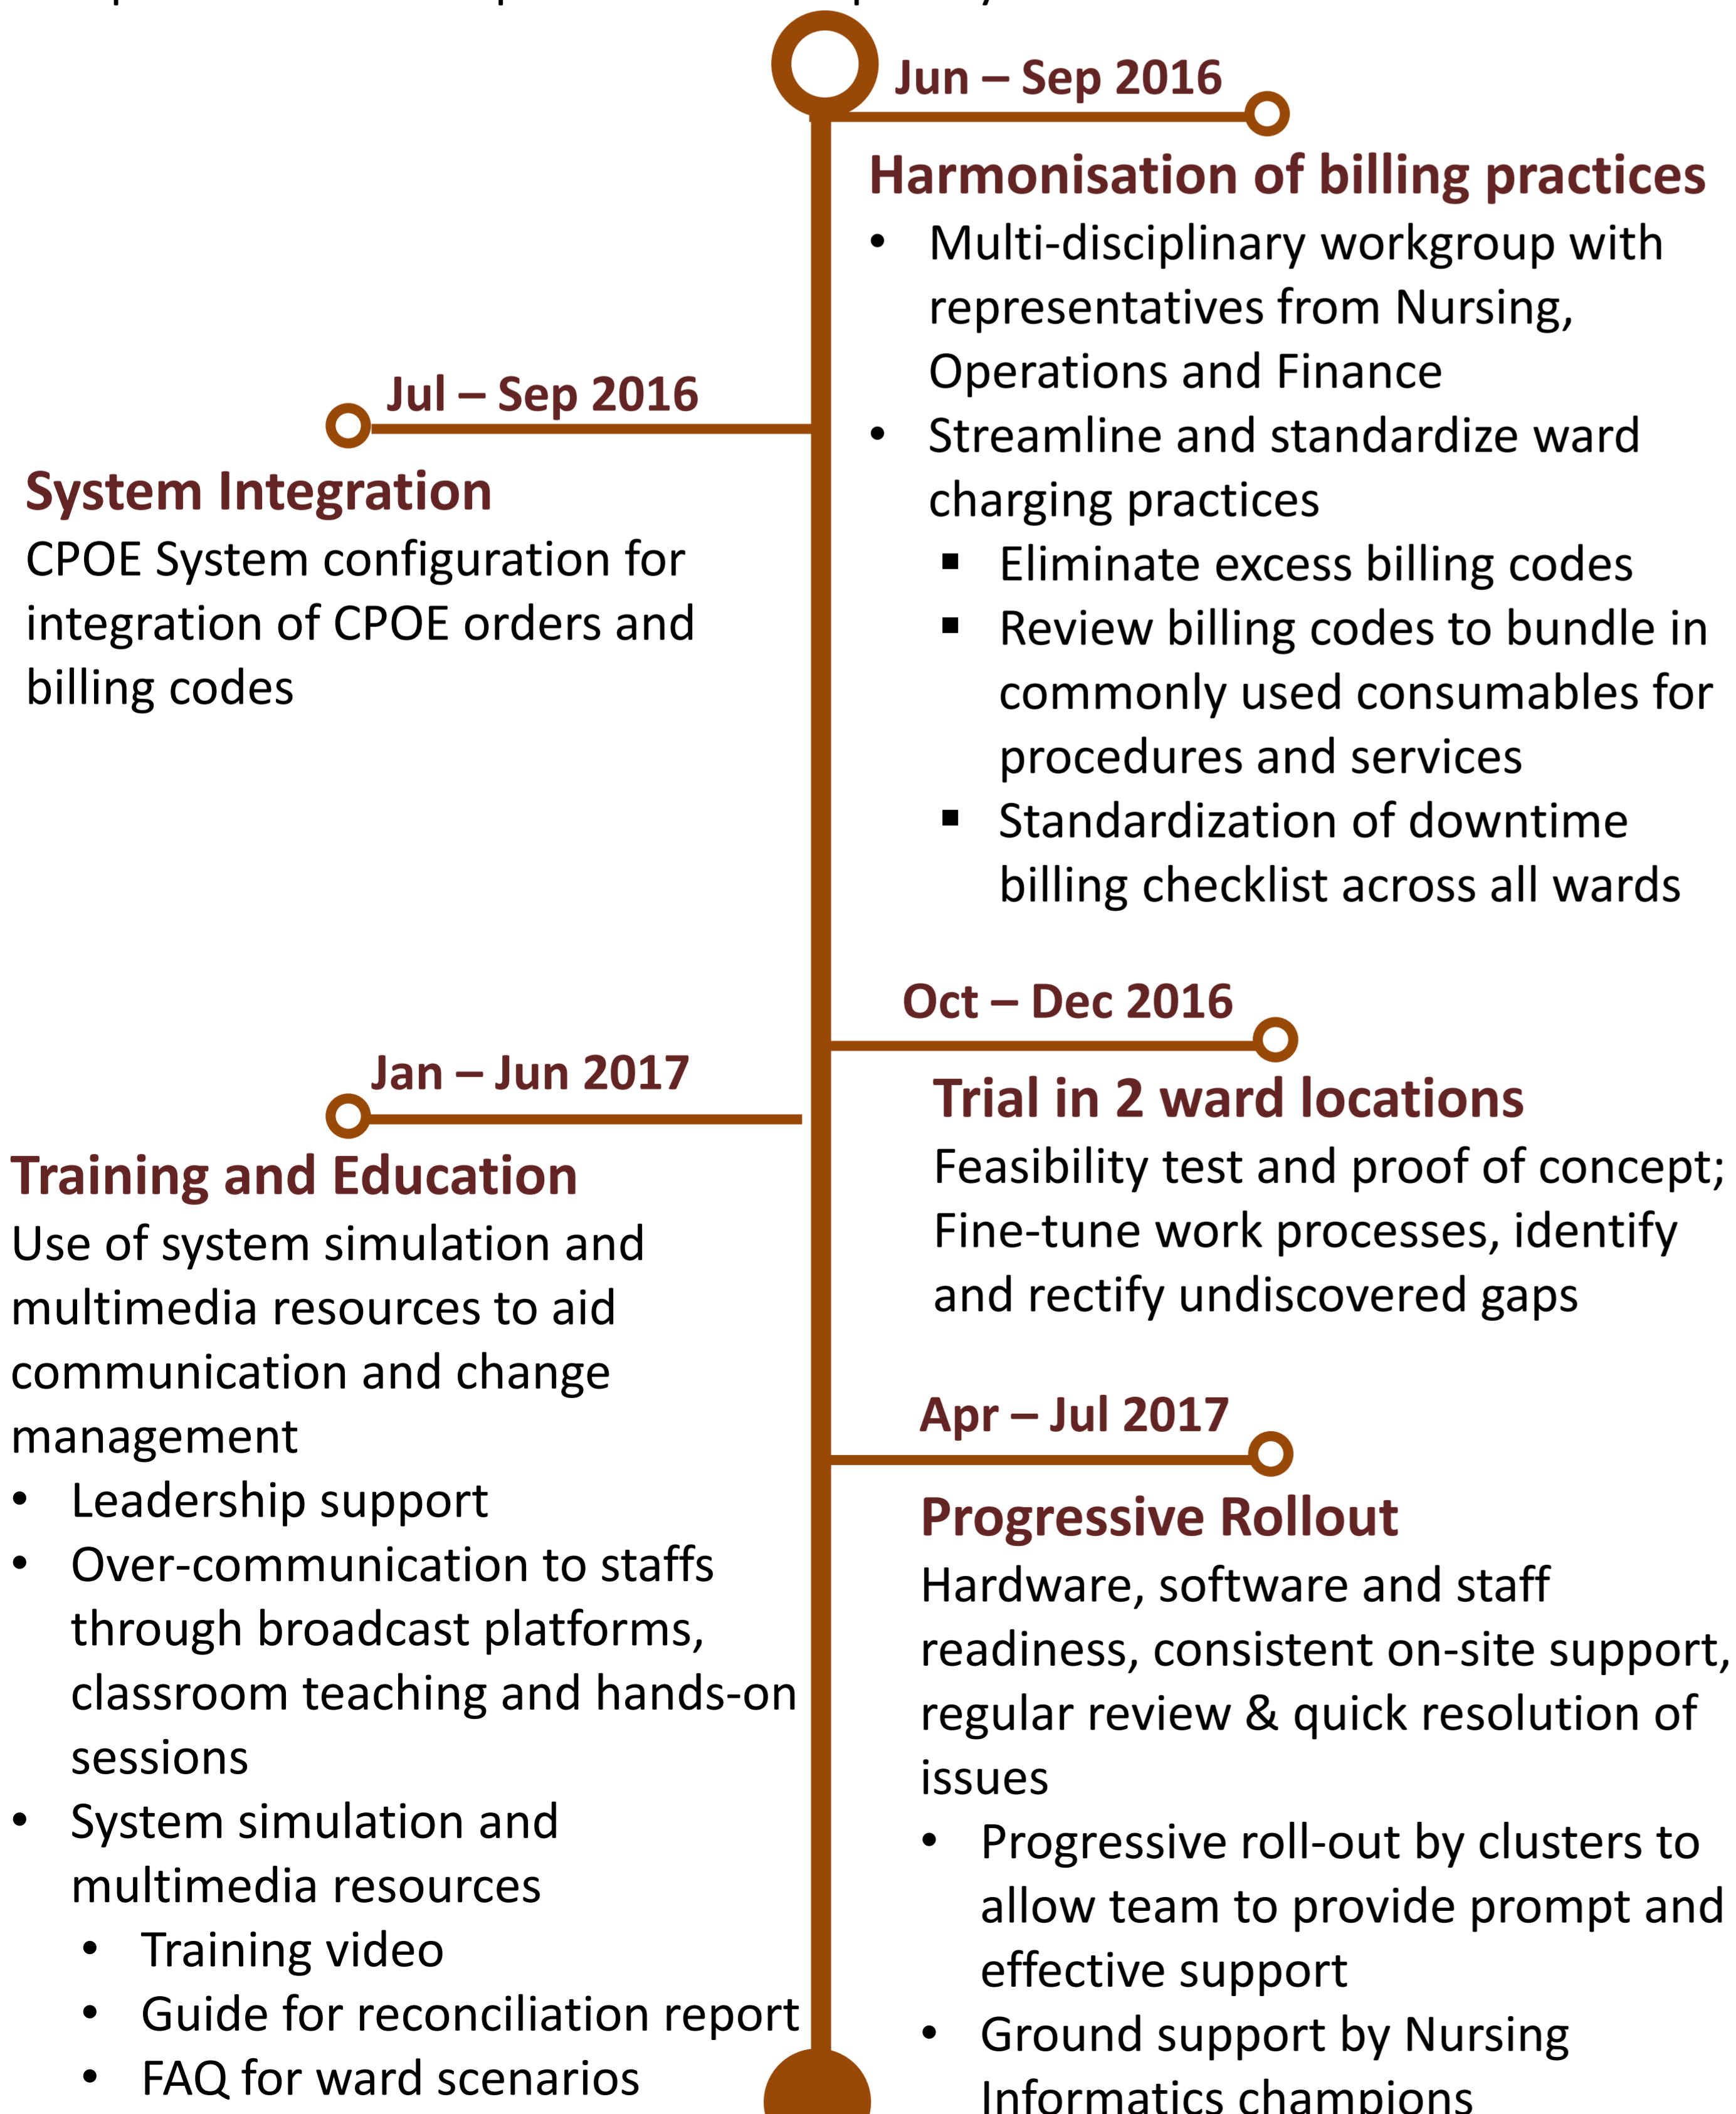 Jun – Sep 2016
Harmonisation of billing practices
• Multi-disciplinary workgroup with
representatives from Nursing,
Operations and Finance
• Streamline and standardize ward
charging practices
▪ Eliminate excess billing codes
▪ Review billing codes to bundle in
commonly used consumables for
procedures and services
▪ Standardization of downtime
billing checklist across all wards
Jul – Sep 2016
System Integration
CPOE System configuration for
integration of CPOE orders and
billing codes
Oct – Dec 2016
Trial in 2 ward locations
Feasibility test and proof of concept;
Fine-tune work processes, identify
and rectify undiscovered gaps
Jan – Jun 2017
Training and Education
Use of system simulation and
multimedia resources to aid
communication and change
management
• Leadership support
• Over-communication to staffs
through broadcast platforms,
classroom teaching and hands-on
sessions
• System simulation and
multimedia resources
• Training video
• Guide for reconciliation report
• FAQ for ward scenarios
Apr – Jul 2017
Progressive Rollout
Hardware, software and staff
readiness, consistent on-site support,
regular review & quick resolution of
issues
• Progressive roll-out by clusters to
allow team to provide prompt and
effective support
• Ground support by Nursing
Informatics champions